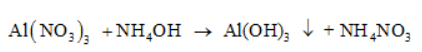 Al(NO₃)₃ + NH₄OH → Al(OH)₃ ↓ + NH₄NO₃